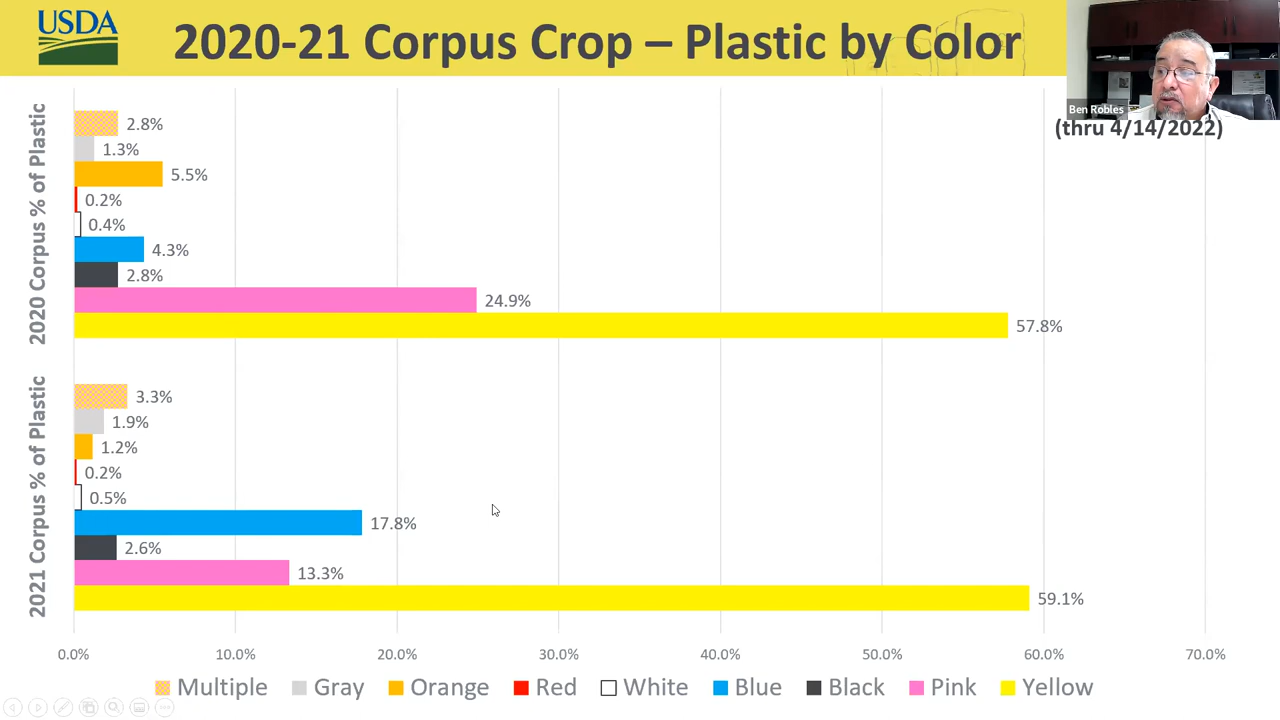 USDA
2020-21 Corpus Crop – Plastic by Color
Ben Robles
(thru 4/14/2022)
2020 Corpus % of Plastic
2.8%
1.3%
5.5%
0.2%
0.4%
4.3%
2.8%
24.9%
57.8%
2021 Corpus % of Plastic
3.3%
1.9%
1.2%
0.2%
0.5%
17.8%
2.6%
13.3%
59.1%
0.0% 10.0% 20.0% 30.0% 40.0% 50.0% 60.0% 70.0%
Multiple Gray Orange Red White Blue Black Pink Yellow